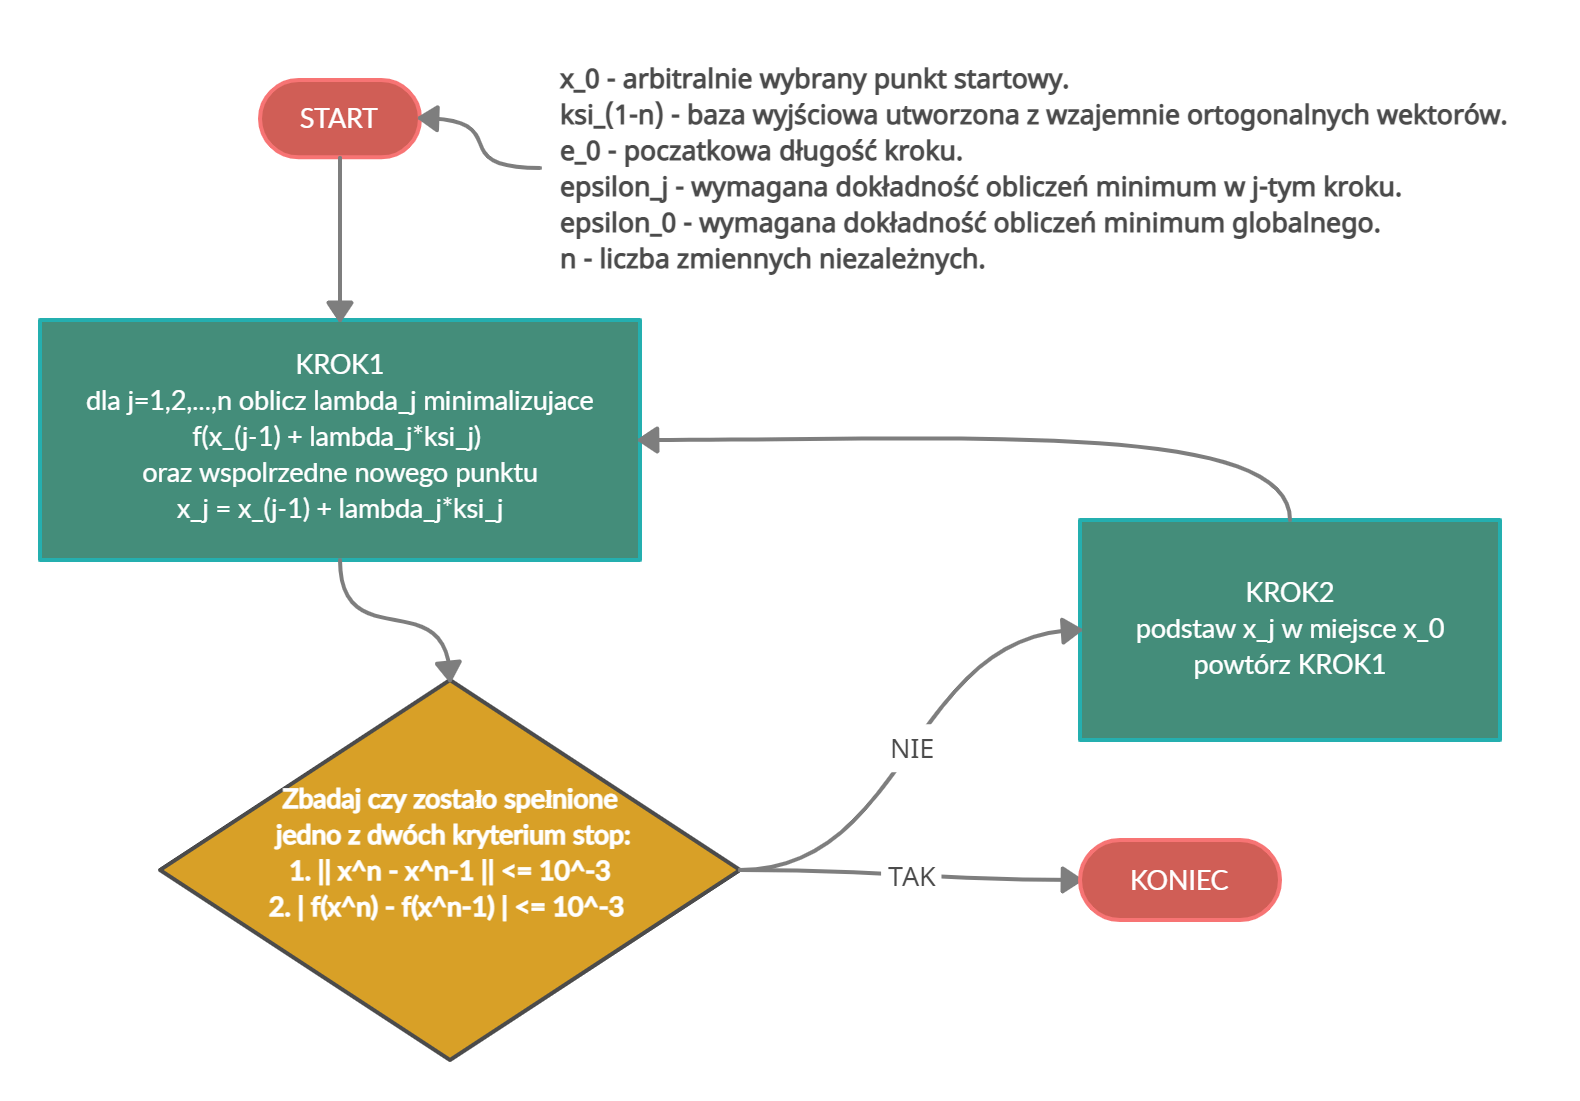 START
x_0 - arbitralnie wybrany punkt startowy.
ksi_(1-n) - baza wyjściowa utworzona z wzajemnie ortogonalnych wektorów.
e_0 - początkowa długość kroku.
epsilon_j - wymagana dokładność obliczeń minimum w j-tym kroku.
epsilon_0 - wymagana dokładność obliczeń minimum globalnego.
n - liczba zmiennych niezależnych.
KROK1
dla j=1,2,...,n oblicz lambda_j minimalizujace
f(x_(j-1) + lambda_j*ksi_j)
oraz wspolrzedne nowego punktu
x_j = x_(j-1) + lambda_j*ksi_j
KROK2
podstaw x_j w miejsce x_0
powtórz KROK1
NIE
Zbadaj czy zostało spełnione
jedno z dwóch kryterium stop:
1. || x^n - x^n-1 || <= 10^-3
2. | f(x^n) - f(x^n-1) | <= 10^-3
TAK
KONIEC